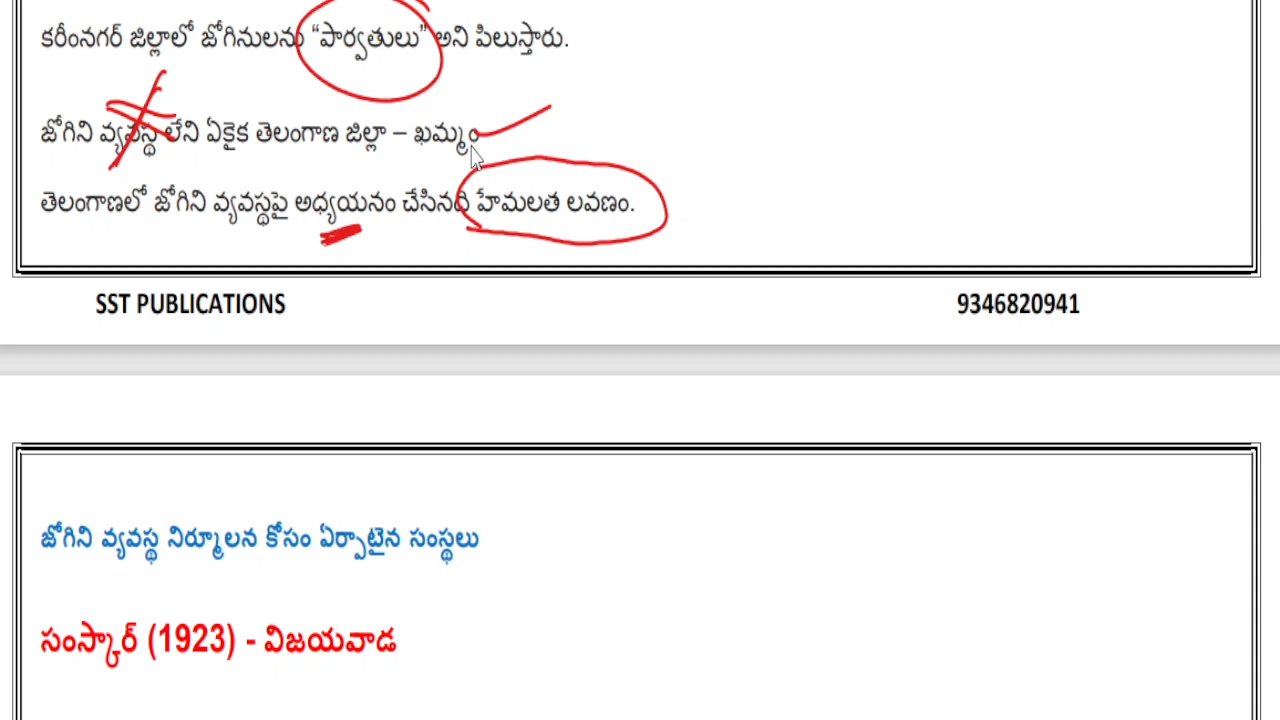 కరీంనగర్ జిల్లాలో జోగినులను “పార్వతులు” అని పిలుస్తారు.
జోగిని వ్యవస్థ లేని ఏకైక తెలంగాణ జిల్లా – ఖమ్మం
తెలంగాణలో జోగిని వ్యవస్థపై అధ్యయనం చేసినది హేమలత లవణం.
SST PUBLICATIONS 9346820941
జోగిని వ్యవస్థ నిర్మూలన కోసం ఏర్పాటైన సంస్థలు
సంస్కార్ (1923) - విజయవాడ